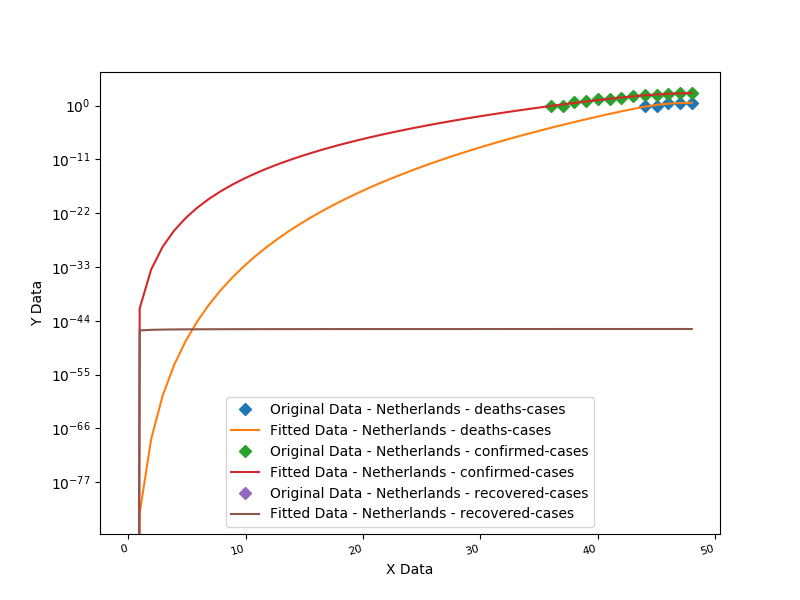 10^0
10^-11
10^-22
10^-33
10^-44
10^-55
10^-66
10^-77
Y Data
Original Data - Netherlands - deaths-cases
Fitted Data - Netherlands - deaths-cases
Original Data - Netherlands - confirmed-cases
Fitted Data - Netherlands - confirmed-cases
Original Data - Netherlands - recovered-cases
Fitted Data - Netherlands - recovered-cases
0 10 20 30 40 50
X Data